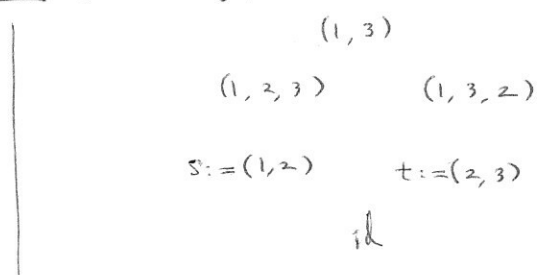 (1, 3)
(1, 2, 3) (1, 3, 2)
s:=(1,2) t:=(2, 3)
id